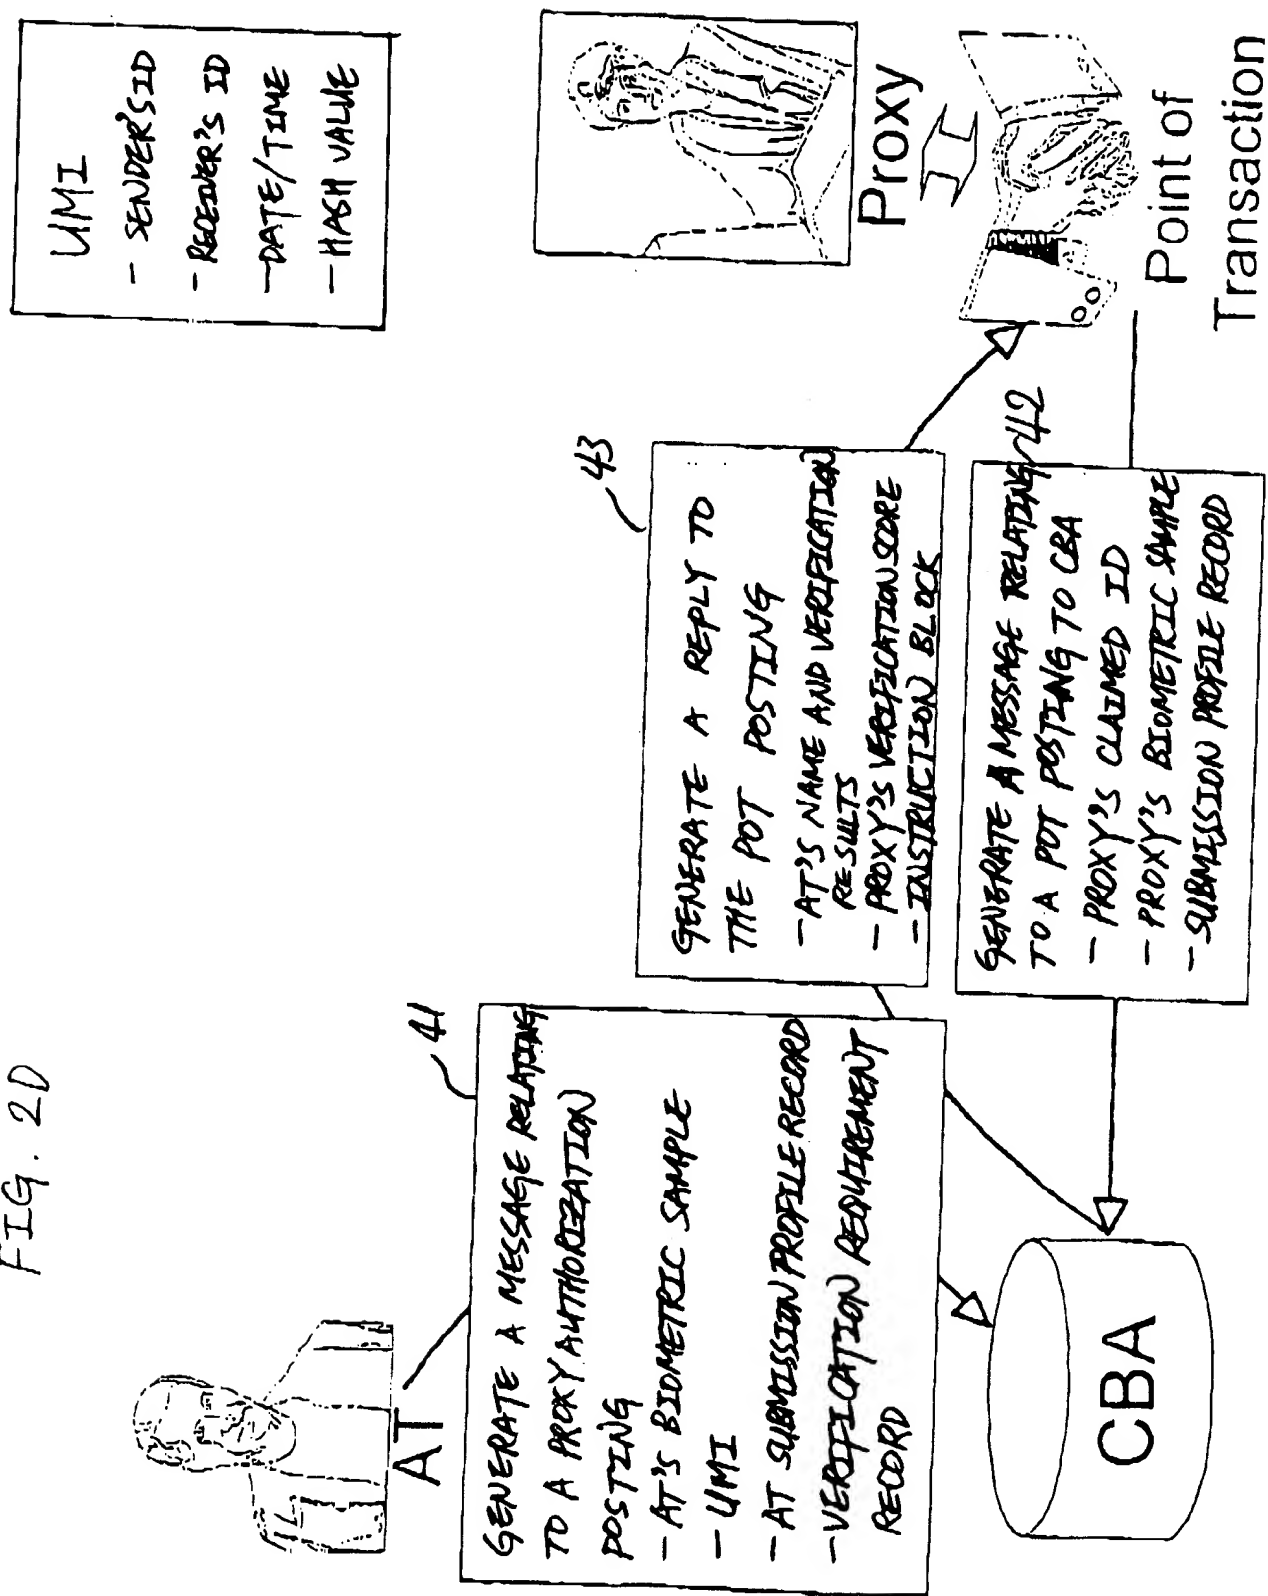 FIG. 2D
UMI
- SENDER'S ID
- RECEIVER'S ID
- DATE/TIME
- HASH VALUE
AT
41
GENERATE A MESSAGE RELATING
TO A PROXY AUTHORIZATION
POSTING
- AT'S BIOMETRIC SAMPLE
- UMI
- AT SUBMISSION PROFILE RECORD
- VERIFICATION REQUIREMENT
RECORD
43
GENERATE A REPLY TO
THE POT POSTING
- AT'S NAME AND VERIFICATION
RESULTS
- PROXY'S VERIFICATION SCORE
- INSTRUCTION BLOCK
Proxy
42
GENERATE A MESSAGE RELATING
TO A POT POSTING TO CBA
- PROXY'S CLAIMED ID
- PROXY'S BIOMETRIC SAMPLE
- SUBMISSION PROFILE RECORD
Point of
Transaction
CBA